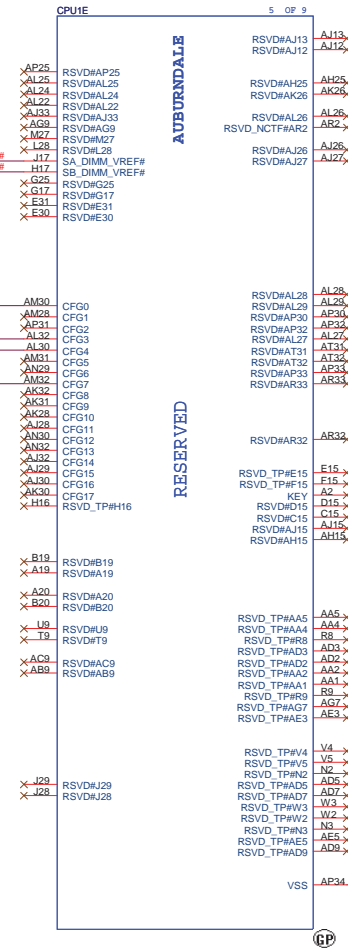 CPU1E
5 OF 9
AUBURNDALE
RESERVED
AP25 RSVD#AP25
AL25 RSVD#AL25
AL24 RSVD#AL24
AL22 RSVD#AL22
AJ33 RSVD#AJ33
AG9 RSVD#AG9
M27 RSVD#M27
L28 RSVD#L28
# J17 SA_DIMM_VREF#
# H17 SB_DIMM_VREF#
G25 RSVD#G25
G17 RSVD#G17
E31 RSVD#E31
E30 RSVD#E30
AM30 CFG0
AM28 CFG1
AP31 CFG2
AL32 CFG3
AL30 CFG4
AM31 CFG5
AN29 CFG6
AM32 CFG7
AK32 CFG8
AK31 CFG9
AK28 CFG10
AJ28 CFG11
AN30 CFG12
AN32 CFG13
AJ32 CFG14
AJ29 CFG15
AJ30 CFG16
AK30 CFG17
H16 RSVD_TP#H16
B19 RSVD#B19
A19 RSVD#A19
A20 RSVD#A20
B20 RSVD#B20
U9 RSVD#U9
T9 RSVD#T9
AC9 RSVD#AC9
AB9 RSVD#AB9
J29 RSVD#J29
J28 RSVD#J28
RSVD#AJ13 AJ13
RSVD#AJ12 AJ12
RSVD#AH25 AH25
RSVD#AK26 AK26
RSVD#AL26 AL26
RSVD_NCTF#AR2 AR2
RSVD#AJ26 AJ26
RSVD#AJ27 AJ27
RSVD#AL28 AL28
RSVD#AL29 AL29
RSVD#AP30 AP30
RSVD#AP32 AP32
RSVD#AL27 AL27
RSVD#AT31 AT31
RSVD#AT32 AT32
RSVD#AP33 AP33
RSVD#AR33 AR33
RSVD#AR32 AR32
RSVD_TP#E15 E15
RSVD_TP#F15 F15
KEY A2
RSVD#D15 D15
RSVD#C15 C15
RSVD#AJ15 AJ15
RSVD#AH15 AH15
RSVD_TP#AA5 AA5
RSVD_TP#AA4 AA4
RSVD_TP#R8 R8
RSVD_TP#AD3 AD3
RSVD_TP#AD2 AD2
RSVD_TP#AA2 AA2
RSVD_TP#AA1 AA1
RSVD_TP#R9 R9
RSVD_TP#AG7 AG7
RSVD_TP#AE3 AE3
RSVD_TP#V4 V4
RSVD_TP#V5 V5
RSVD_TP#N2 N2
RSVD_TP#AD5 AD5
RSVD_TP#AD7 AD7
RSVD_TP#W3 W3
RSVD_TP#W2 W2
RSVD_TP#N3 N3
RSVD_TP#AE5 AE5
RSVD_TP#AD9 AD9
VSS AP34
GP